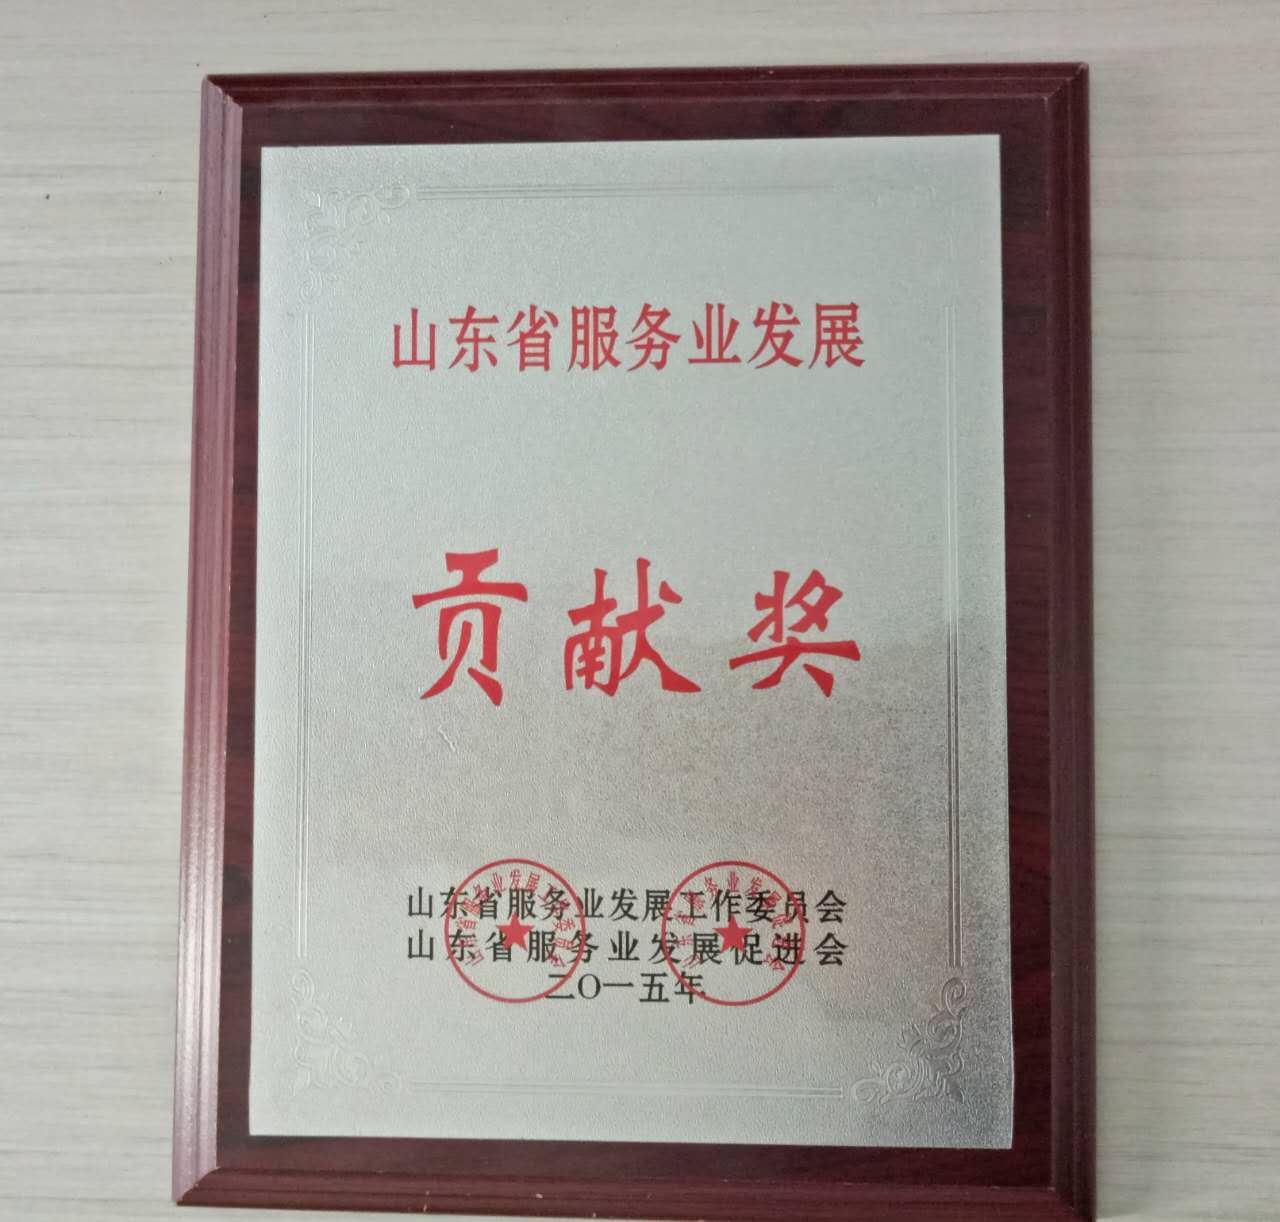 山东省服务业发展
贡献奖
山东省服务业发展工作委员会
山东省服务业发展促进会
二〇一五年